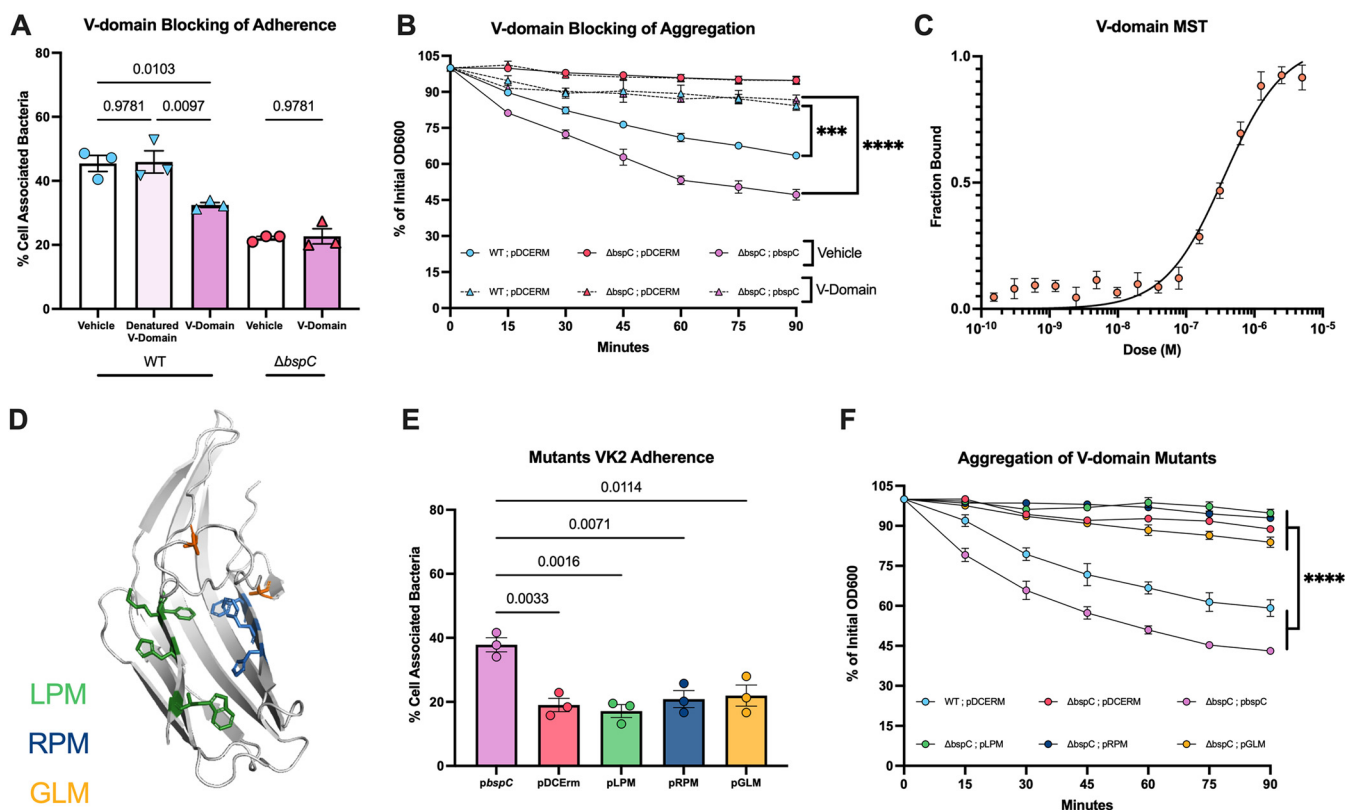 A
V-domain Blocking of Adherence
% Cell Associated Bacteria
80
60
40
20
0
0.0103
0.9781
0.0097
0.9781
Vehicle
Denatured
V-Domain
V-Domain
Vehicle
V-Domain
WT
ΔbspC
B
V-domain Blocking of Aggregation
% of Initial OD600
105
90
75
60
45
30
15
0
***
****
WT ; pDCERM
ΔbspC ; pDCERM
ΔbspC ; pbspC
Vehicle
WT ; pDCERM
ΔbspC ; pDCERM
ΔbspC ; pbspC
V-Domain
0 15 30 45 60 75 90
Minutes
C
V-domain MST
Fraction Bound
1.0
0.5
0.0
10-10 10-9 10-8 10-7 10-6 10-5
Dose (M)
D
LPM
RPM
GLM
E
Mutants VK2 Adherence
% Cell Associated Bacteria
80
60
40
20
0
0.0114
0.0071
0.0016
0.0033
pbspC
pDCErm
pLPM
pRPM
pGLM
F
Aggregation of V-domain Mutants
% of Initial OD600
105
90
75
60
45
30
15
0
****
WT ; pDCERM
ΔbspC ; pDCERM
ΔbspC ; pbspC
ΔbspC ; pLPM
ΔbspC ; pRPM
ΔbspC ; pGLM
0 15 30 45 60 75 90
Minutes